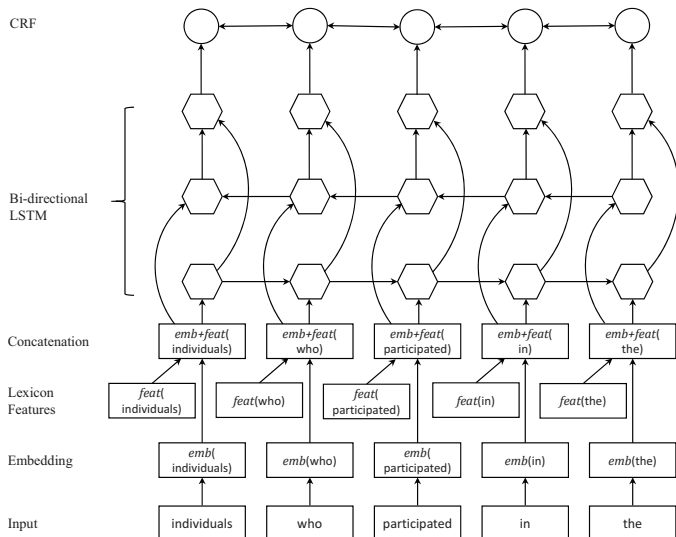 CRF
Bi-directional
LSTM
Concatenation
emb+feat(
individuals)
emb+feat(
who)
emb+feat(
participated)
emb+feat(
in)
emb+feat(
the)
Lexicon
Features
feat(
individuals)
feat(who)
feat(
participated)
feat(in)
feat(the)
Embedding
emb(
individuals)
emb(who)
emb(
participated)
emb(in)
emb(the)
Input
individuals
who
participated
in
the